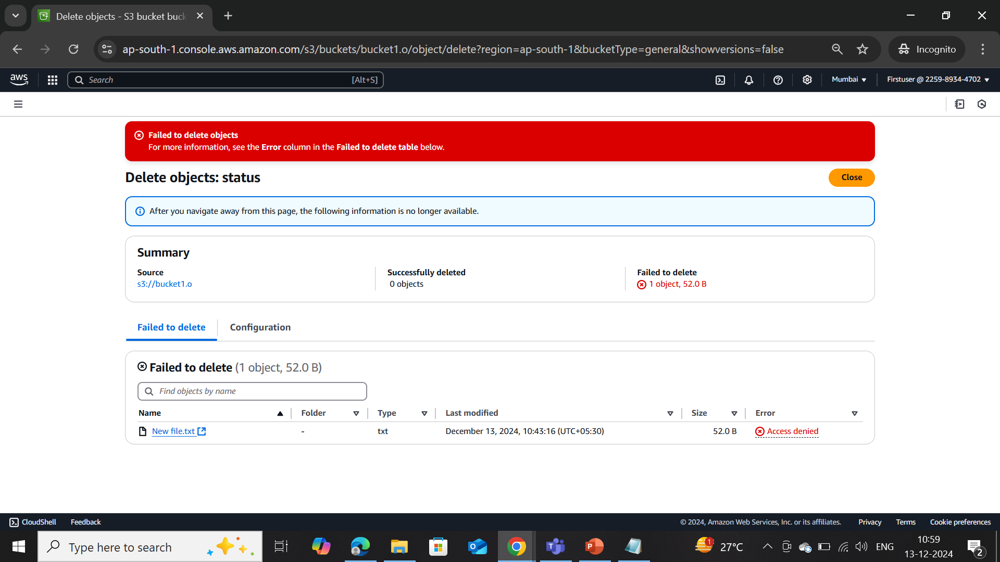 Delete objects - S3 bucket buck
ap-south-1.console.aws.amazon.com/s3/buckets/bucket1.o/object/delete?region=ap-south-1&bucketType=general&showversions=false
Incognito
aws
Search
[Alt+S]
Mumbai
Firstuser @ 2259-8934-4702
Failed to delete objects
For more information, see the Error column in the Failed to delete table below.
Delete objects: status
Close
After you navigate away from this page, the following information is no longer available.
Summary
Source
s3://bucket1.o
Successfully deleted
0 objects
Failed to delete
1 object, 52.0 B
Failed to delete
Configuration
Failed to delete (1 object, 52.0 B)
Find objects by name
Name Folder Type Last modified Size Error
New file.txt - txt December 13, 2024, 10:43:16 (UTC+05:30) 52.0 B Access denied
CloudShell Feedback © 2024, Amazon Web Services, Inc. or its affiliates. Privacy Terms Cookie preferences
Type here to search
1
27°C
ENG
10:59
13-12-2024
2